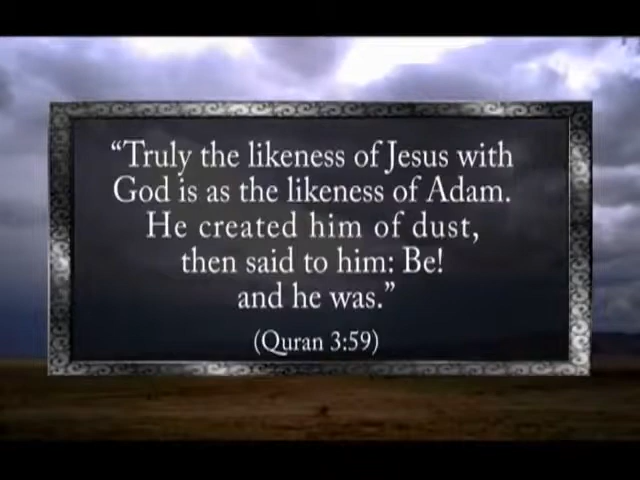 “Truly the likeness of Jesus with
God is as the likeness of Adam.
He created him of dust,
then said to him: Be!
and he was.”
(Quran 3:59)